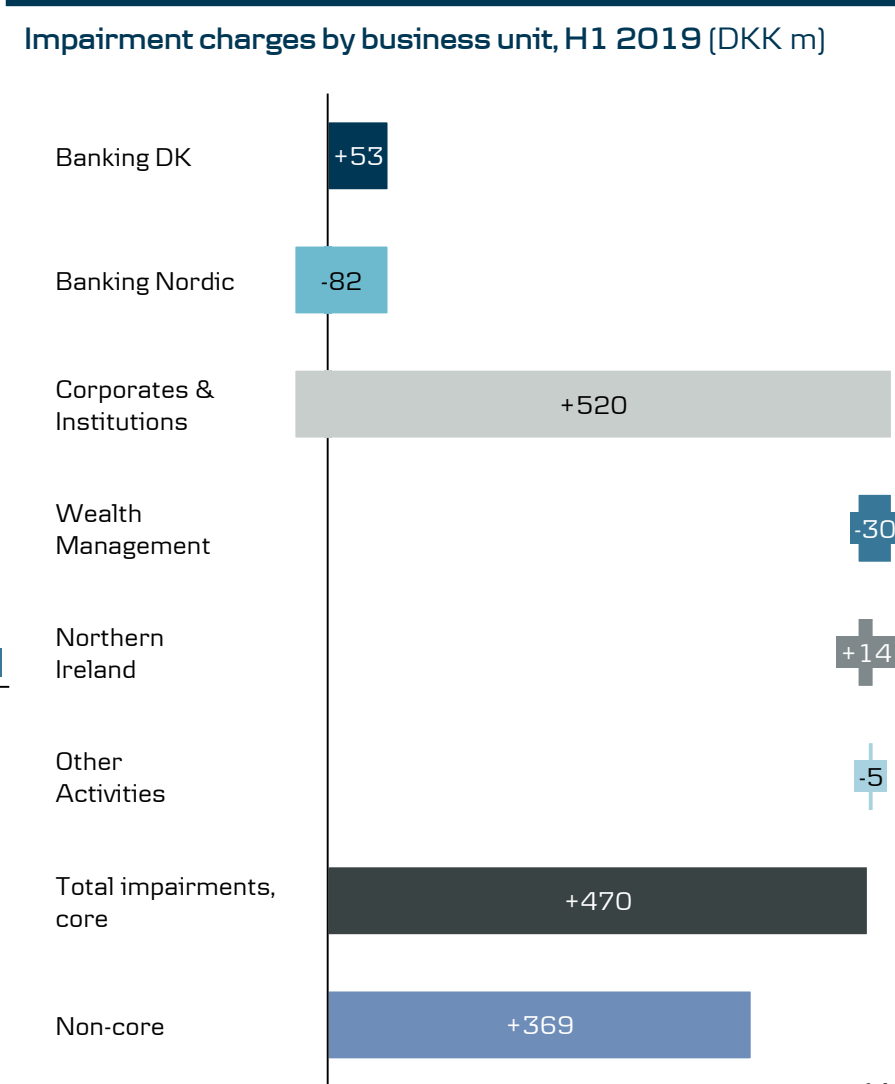 Impairment charges by business unit, H1 2019 (DKK m)
Banking DK
+53
Banking Nordic
-82
Corporates &
Institutions
+520
Wealth
Management
-30
Northern
Ireland
+14
Other
Activities
-5
Total impairments,
core
+470
Non-core
+369